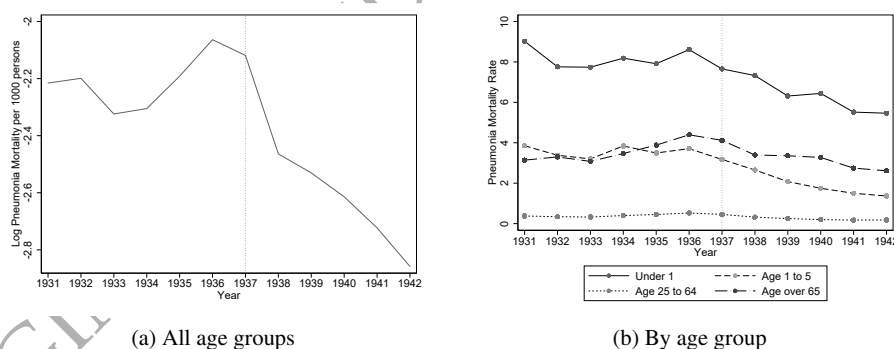 Log Pneumonia Mortality per 1000 persons
-2
-2.2
-2.4
-2.6
-2.8
1931 1932 1933 1934 1935 1936 1937 1938 1939 1940 1941 1942
Year
(a) All age groups
Pneumonia Mortality Rate
10
8
6
4
2
0
1931 1932 1933 1934 1935 1936 1937 1938 1939 1940 1941 1942
Year
Under 1 Age 1 to 5
Age 25 to 64 Age over 65
(b) By age group